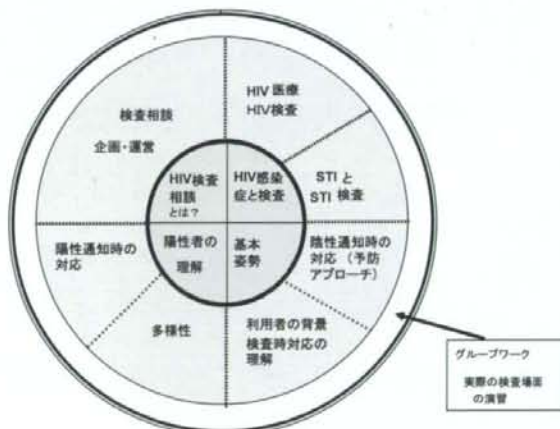 検査相談
企画・運営
HIV 医療
HIV検査
STI と
STI 検査
HIV検査
相談
とは？
HIV感染
症と検査
陽性者の
理解
基本
姿勢
陽性通知時の
対応
陰性通知時の
対応（予防
アプローチ）
多様性
利用者の背景
検査時対応の
理解
グループワーク
実際の検査場面
の演習